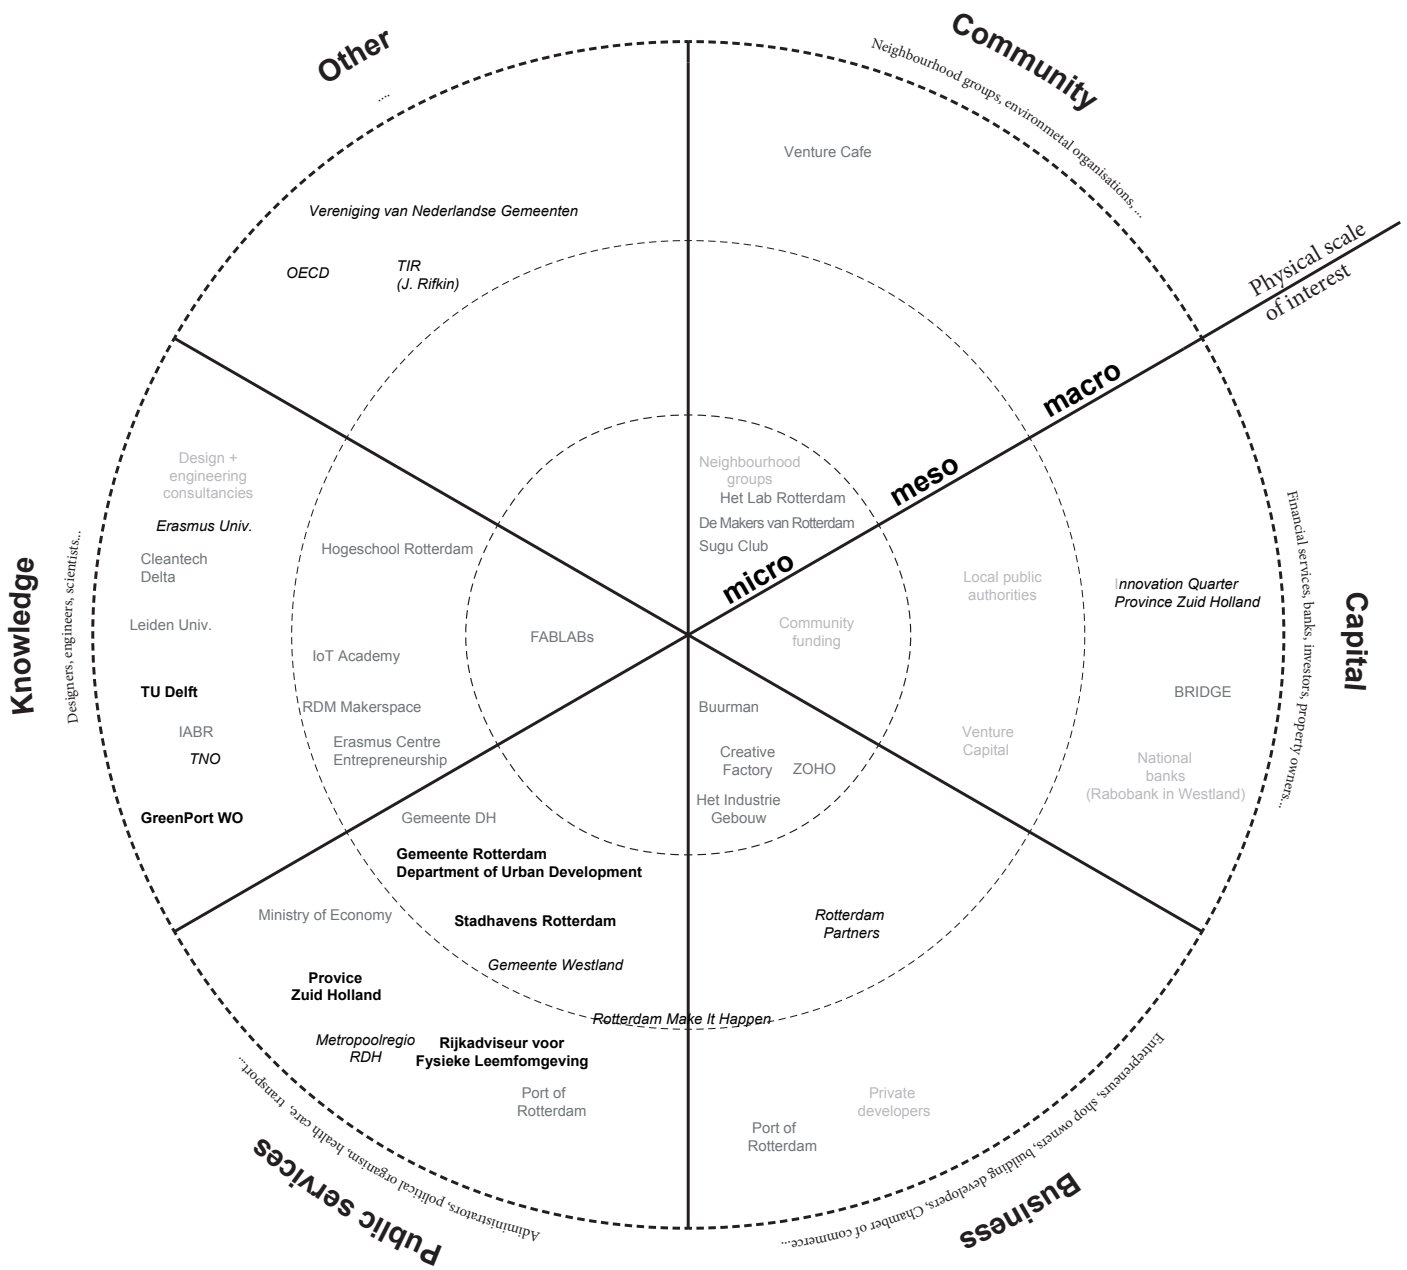 Other
....
Community
Neighbourhood groups, environmetal organisations, ...
Venture Cafe
Vereniging van Nederlandse Gemeenten
OECD
TIR
(J. Rifkin)
Physical scale
of interest
macro
meso
micro
Neighbourhood
groups
Het Lab Rotterdam
De Makers van Rotterdam
Sugu Club
Knowledge
Designers, engineers, scientists...
Design +
engineering
consultancies
Erasmus Univ.
Cleantech
Delta
Leiden Univ.
TU Delft
IABR
TNO
GreenPort WO
Hogeschool Rotterdam
IoT Academy
RDM Makerspace
Erasmus Centre
Entrepreneurship
FABLABs
Capital
Financial services, banks, investors, property owners...
Community
funding
Local public
authorities
Innovation Quarter
Province Zuid Holland
BRIDGE
Venture
Capital
National
banks
(Rabobank in Westland)
Buurman
Creative
Factory
ZOHO
Het Industrie
Gebouw
Rotterdam
Partners
Rotterdam Make It Happen
Private
developers
Port of
Rotterdam
Business
Entrepreneurs, shop owners, building developers, Chamber of commerce...
Gemeente DH
Gemeente Rotterdam
Department of Urban Development
Ministry of Economy
Stadhavens Rotterdam
Gemeente Westland
Provice
Zuid Holland
Metropoolregio
RDH
Rijkadviseur voor
Fysieke Leemfomgeving
Port of
Rotterdam
Public services
Adiministrators, political organism, health care, transport...